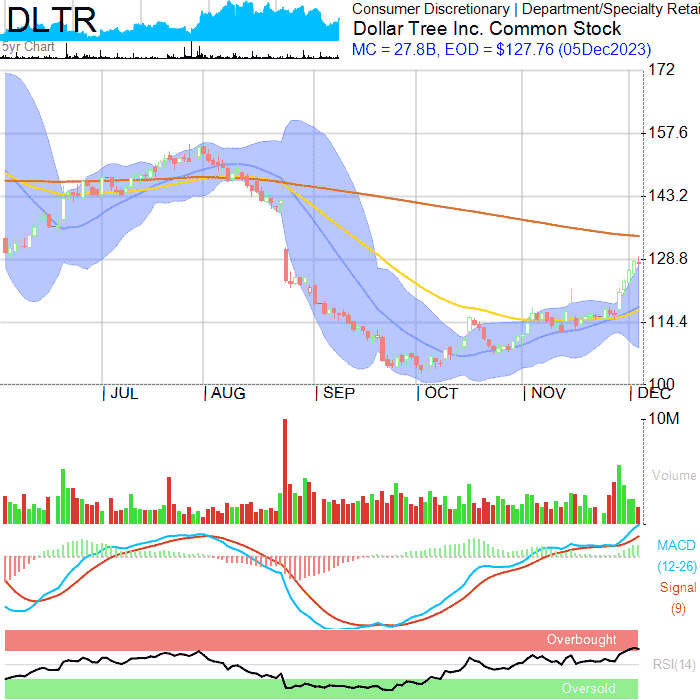 DLTR
5yr Chart
Consumer Discretionary | Department/Specialty Retai
Dollar Tree Inc. Common Stock
MC = 27.8B, EOD = $127.76 (05Dec2023)
172
157.6
143.2
128.8
114.4
100
JUL AUG SEP OCT NOV DEC
10M
Volume
MACD
(12-26)
Signal
(9)
Overbought
RSI(14)
Oversold